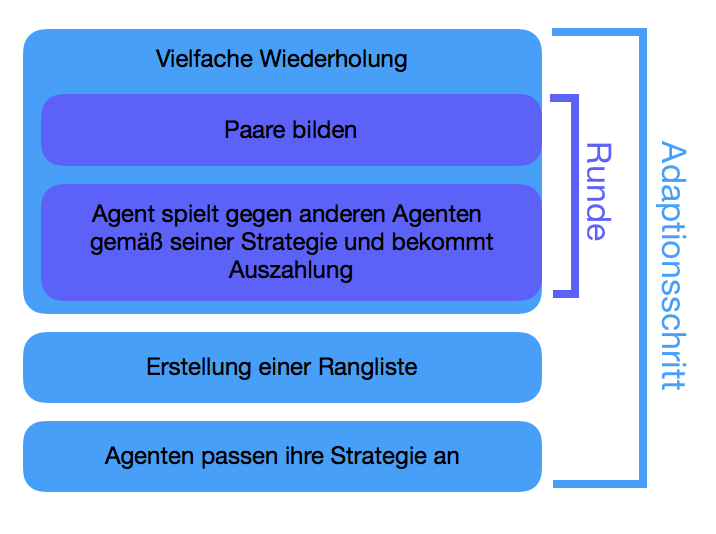 Vielfache Wiederholung
Paare bilden
Agent spielt gegen anderen Agenten
gemäß seiner Strategie und bekommt
Auszahlung
Erstellung einer Rangliste
Agenten passen ihre Strategie an
Runde
Adaptionsschritt